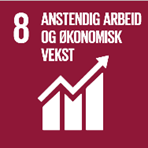 8 ANSTENDIG ARBEID
OG ØKONOMISK
VEKST